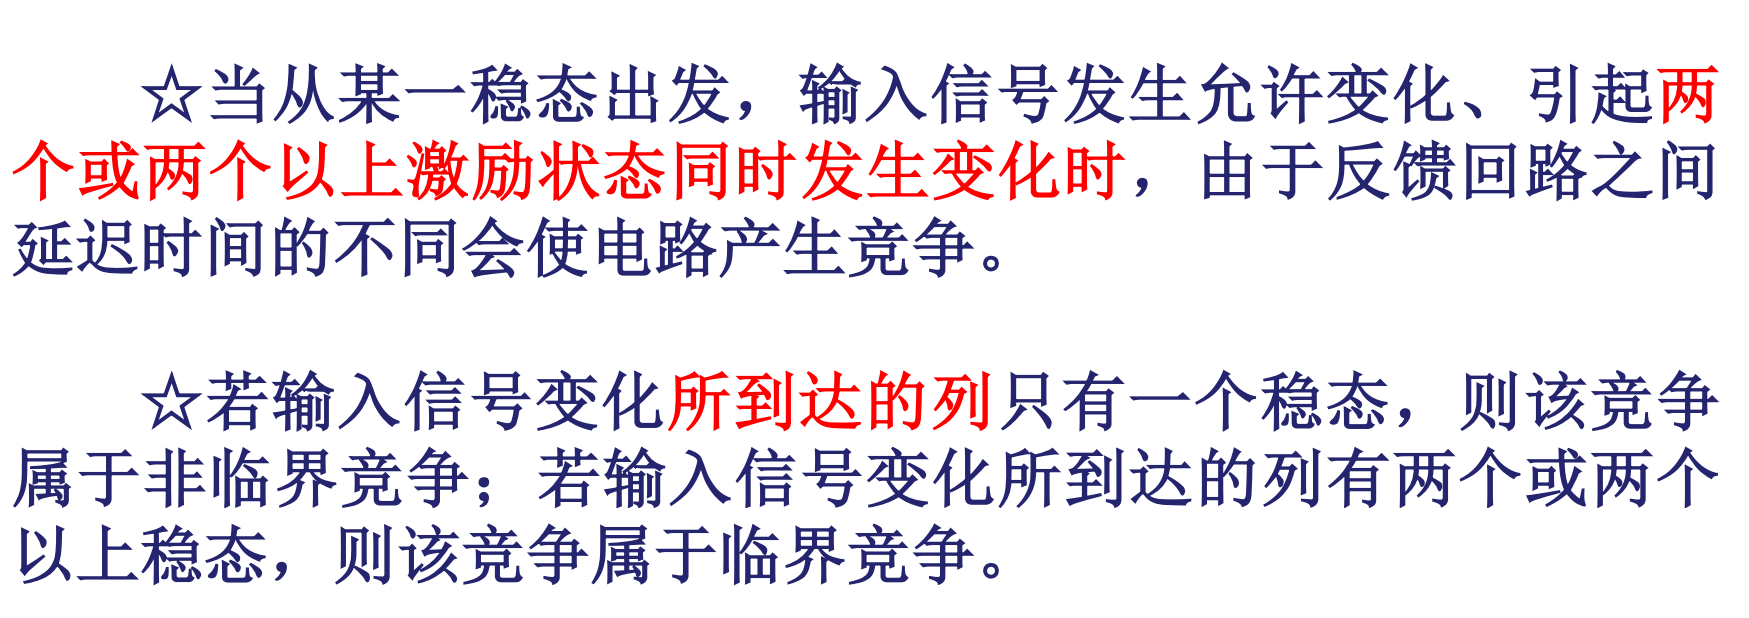 ☆当从某一稳态出发，输入信号发生允许变化、引起两
个或两个以上激励状态同时发生变化时，由于反馈回路之间
延迟时间的不同会使电路产生竞争。
☆若输入信号变化所到达的列只有一个稳态，则该竞争
属于非临界竞争；若输入信号变化所到达的列有两个或两个
以上稳态，则该竞争属于临界竞争。